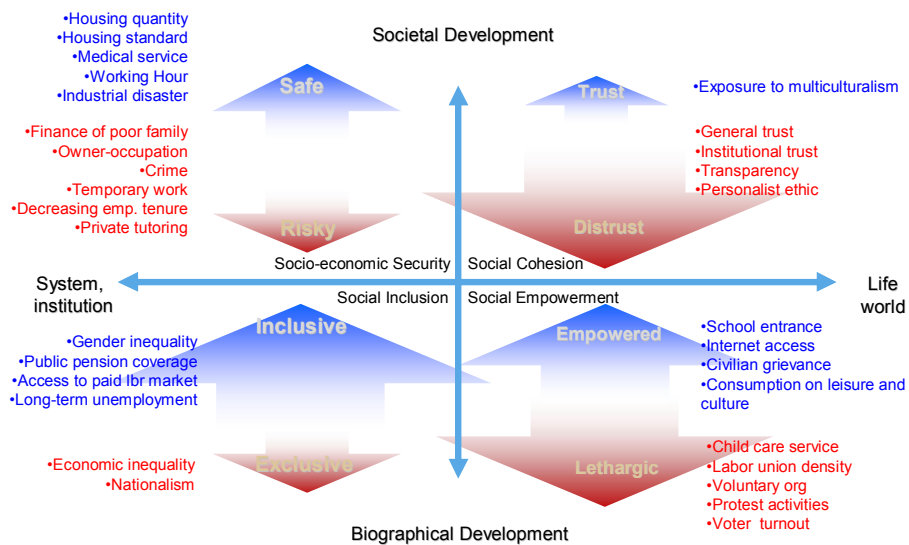 Societal Development
•Housing quantity
•Housing standard
•Medical service
•Working Hour
•Industrial disaster
Safe
•Finance of poor family
•Owner-occupation
•Crime
•Temporary work
•Decreasing emp. tenure
•Private tutoring
Risky
Trust
•Exposure to multiculturalism
•General trust
•Institutional trust
•Transparency
•Personalist ethic
Distrust
Socio-economic Security
Social Cohesion
System,
institution
Life
world
Social Inclusion
Social Empowerment
Inclusive
•Gender inequality
•Public pension coverage
•Access to paid lbr market
•Long-term unemployment
•Economic inequality
•Nationalism
Exclusive
Empowered
•School entrance
•Internet access
•Civilian grievance
•Consumption on leisure and
culture
•Child care service
•Labor union density
•Voluntary org
•Protest activities
•Voter turnout
Lethargic
Biographical Development